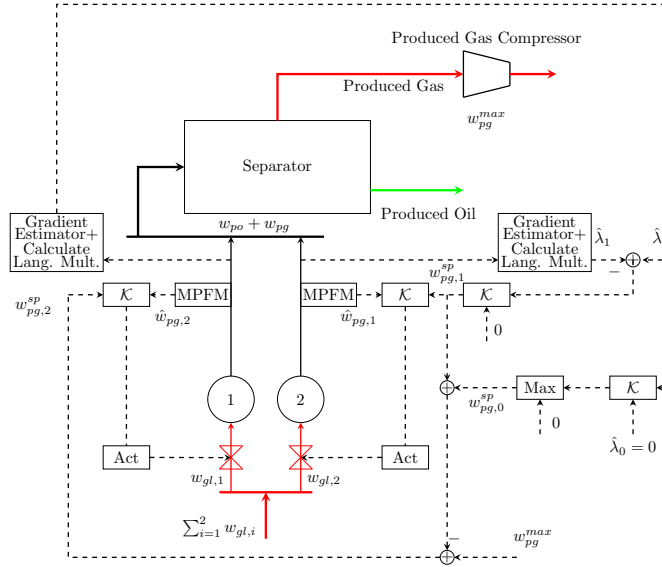 Produced Gas Compressor
Produced Gas
w_{pg}^{max}
Separator
Produced Oil
w_{po} + w_{pg}
Gradient
Estimator+
Calculate
Lang. Mult.
Gradient
Estimator+
Calculate
Lang. Mult.
λ̂_1
λ̂
−
w_{pg,2}^{sp}
K
ŵ_{pg,2}
MPFM
MPFM
ŵ_{pg,1}
K
w_{pg,1}^{sp}
K
0
1
2
w_{pg,0}^{sp}
Max
0
K
λ̂_0 = 0
Act
w_{gl,1}
w_{gl,2}
Act
∑_{i=1}^{2} w_{gl,i}
−
w_{pg}^{max}